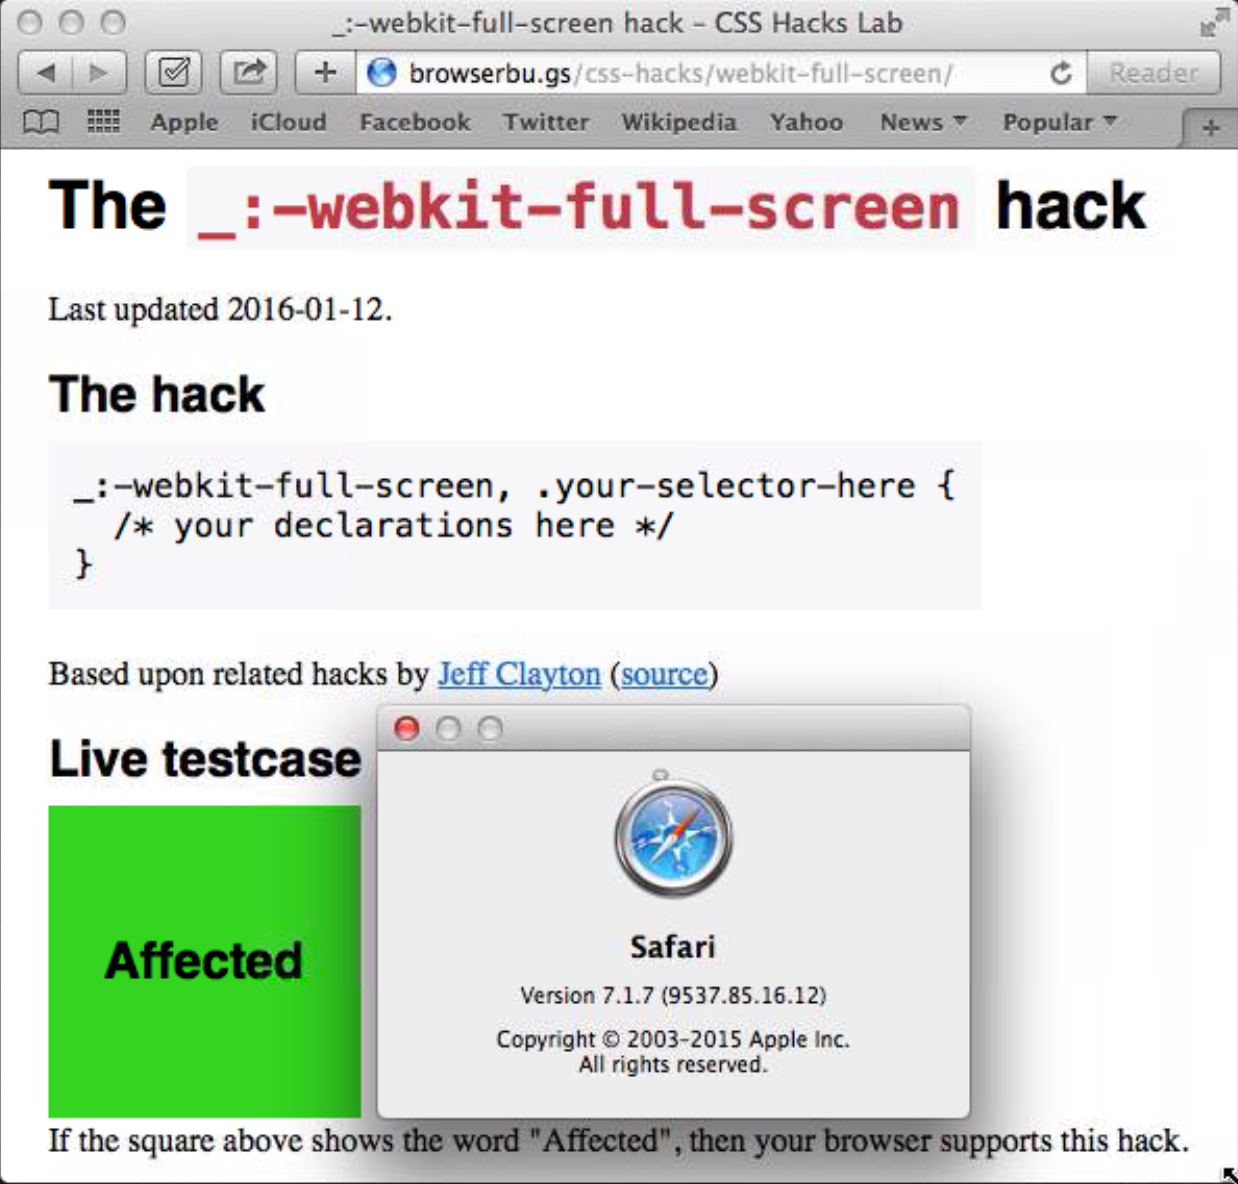 _:-webkit-full-screen hack – CSS Hacks Lab
browserbu.gs/css-hacks/webkit-full-screen/
Reader
Apple iCloud Facebook Twitter Wikipedia Yahoo News Popular
The _:-webkit-full-screen hack
Last updated 2016-01-12.
The hack
_:-webkit-full-screen, .your-selector-here {
/* your declarations here */
}
Based upon related hacks by Jeff Clayton (source)
Live testcase
Affected
Safari
Version 7.1.7 (9537.85.16.12)
Copyright © 2003-2015 Apple Inc.
All rights reserved.
If the square above shows the word "Affected", then your browser supports this hack.